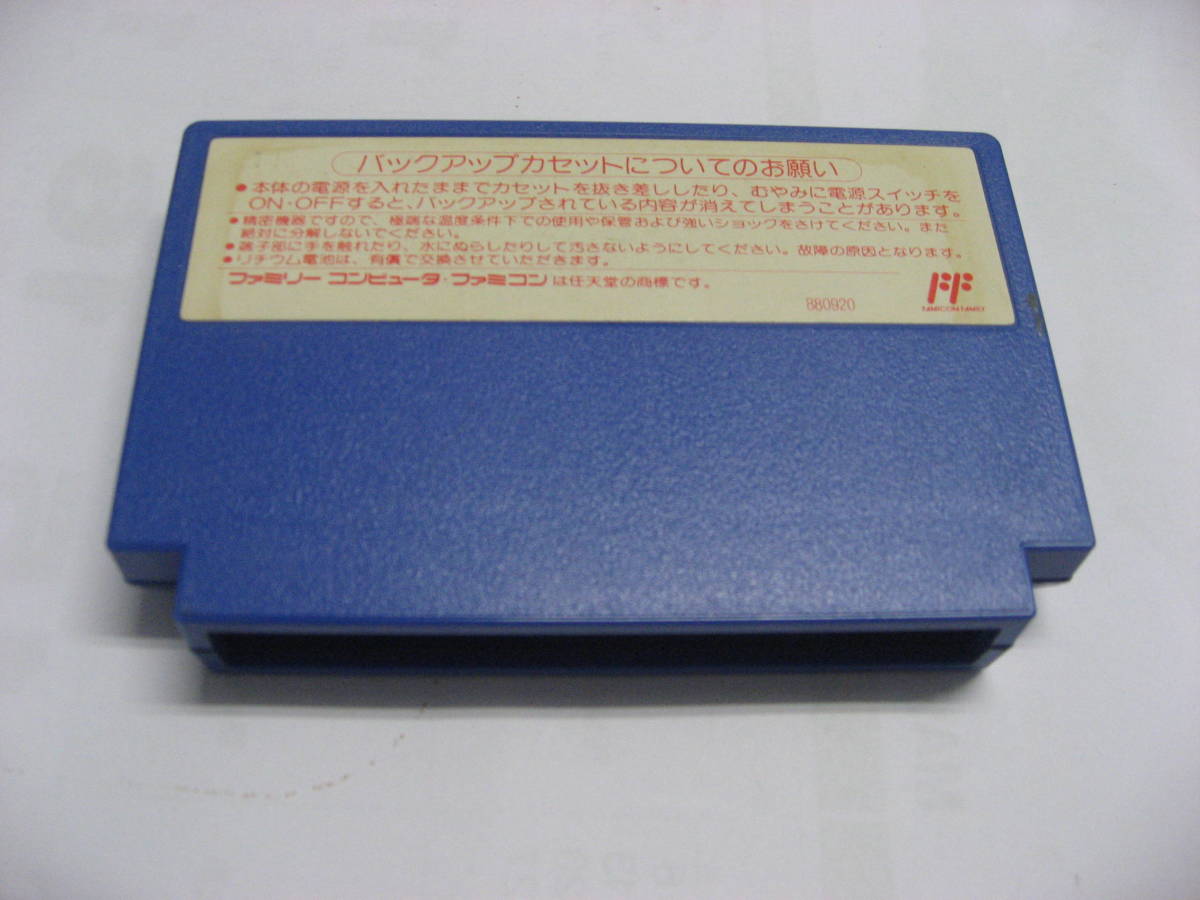 バックアップカセットについてのお願い
●本体の電源を入れたままでカセットを抜き差ししたり、むやみに電源スイッチを
ON・OFFすると、バックアップされている内容が消えてしまうことがあります。
●精密機器ですので、極端な温度条件下での使用や保管および強いショックをさけてください。また
絶対に分解しないでください。
●端子部に手を触れたり、水にぬらしたりして汚さないようにしてください。故障の原因となります。
●リチウム電池は、有償で交換させていただきます。
ファミリー コンピュータ・ファミコン は任天堂の商標です。
880920
FF
FAMICOM FAMILY